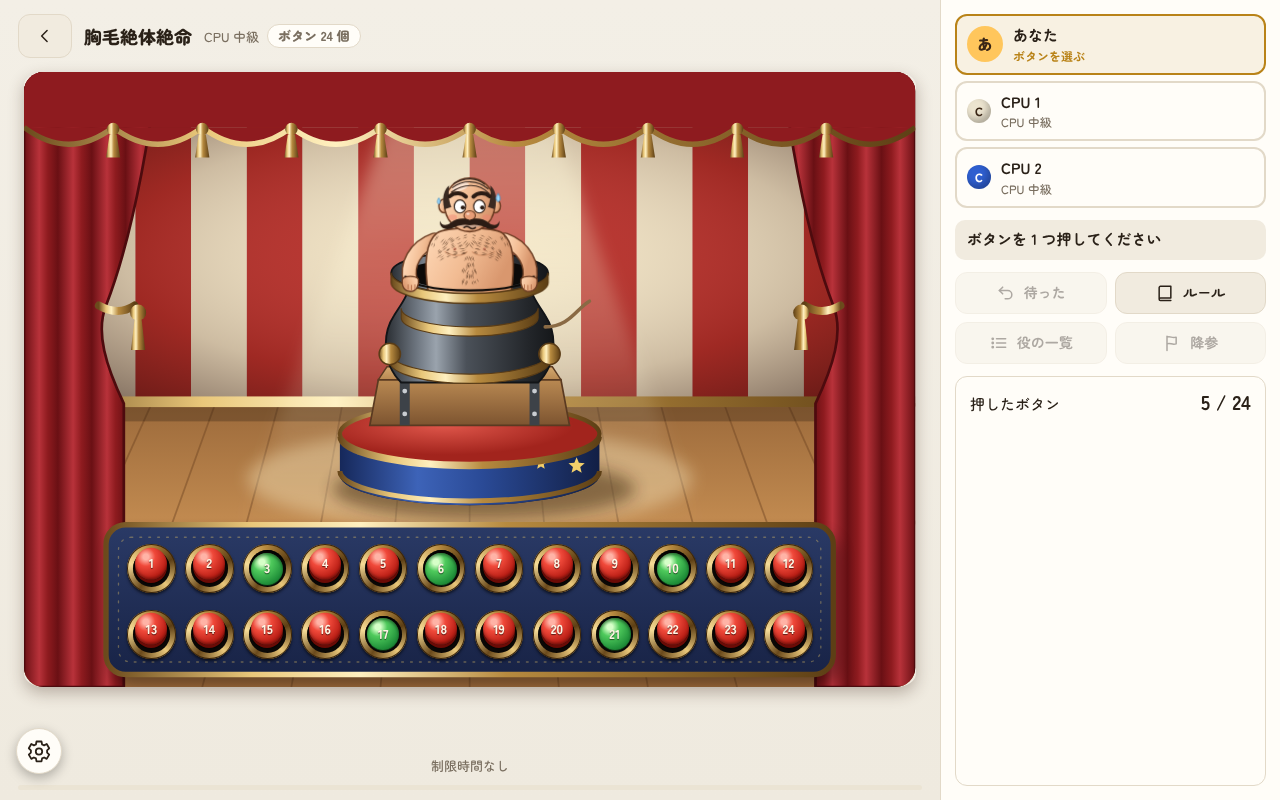 胸毛絶体絶命 CPU 中級 ボタン 24 個
1 2 3 4 5 6 7 8 9 10 11 12
13 14 15 16 17 18 19 20 21 22 23 24
制限時間なし
あ あなた
ボタンを選ぶ
C CPU 1
CPU 中級
C CPU 2
CPU 中級
ボタンを 1 つ押してください
待った ルール
役の一覧 降参
押したボタン 5 / 24